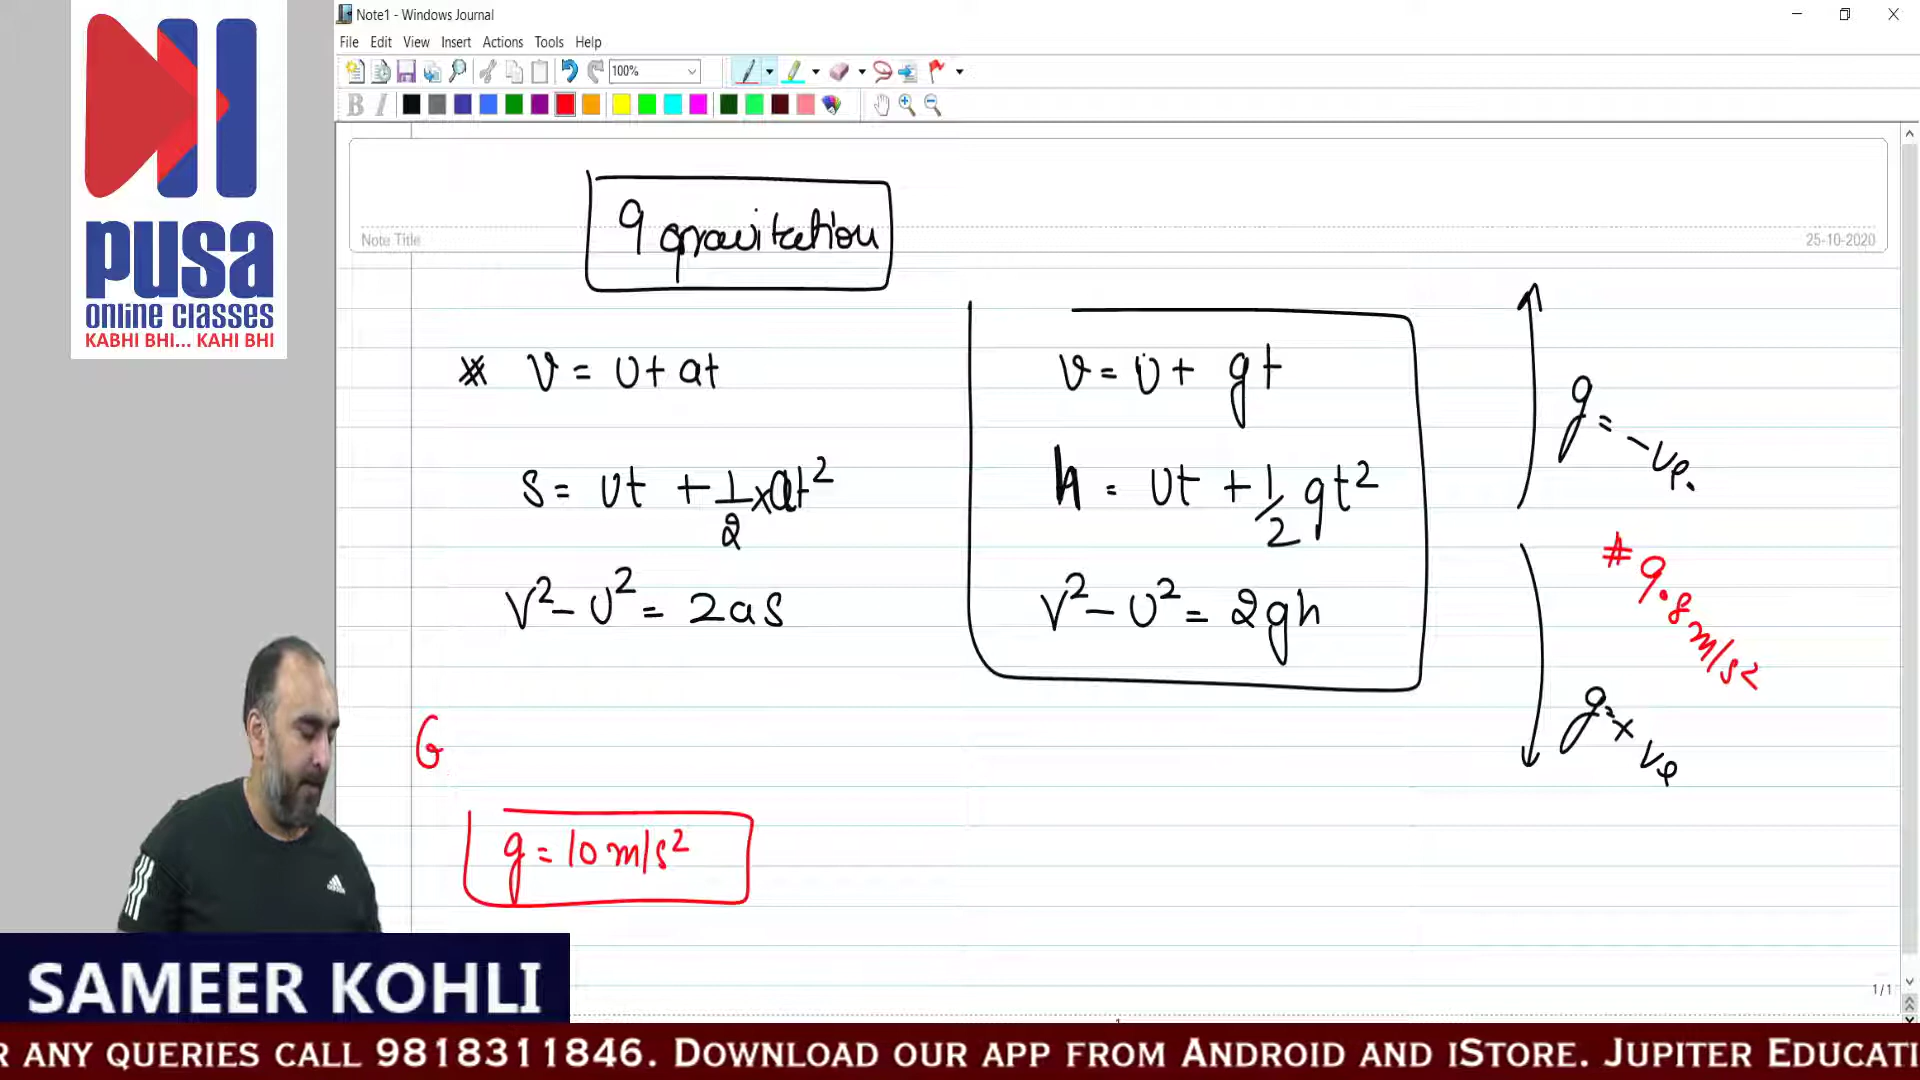 Note1 - Windows Journal
File Edit View Insert Actions Tools Help
100%
B I
PUSA
ONLINE CLASSES
KABHI BHI... KAHI BHI
Note Title
9 gravitation
25-10-2020
* v = u + at
s = ut + 1/2 x at²
v² - u² = 2as
v = u + gt
h = ut + 1/2 gt²
v² - u² = 2gh
g = -ve.
# 9.8 m/s²
G
g = 10 m/s²
1/1
SAMEER KOHLI
R ANY QUERIES CALL 9818311846. DOWNLOAD OUR APP FROM ANDROID AND ISTORE. JUPITER EDUCATI